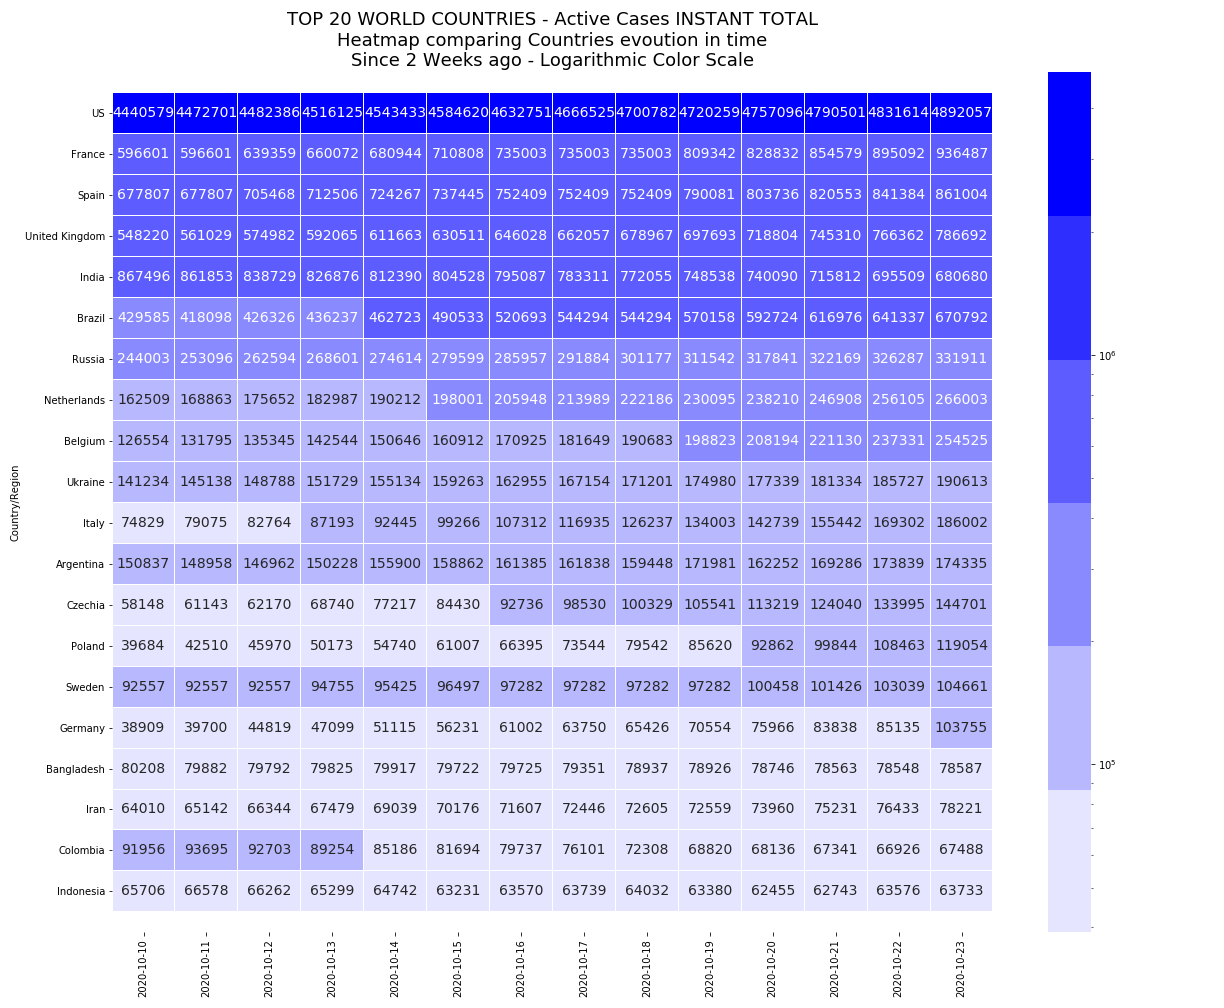 TOP 20 WORLD COUNTRIES - Active Cases INSTANT TOTAL
Heatmap comparing Countries evoution in time
Since 2 Weeks ago - Logarithmic Color Scale
Country/Region
US 4440579 4472701 4482386 4516125 4543433 4584620 4632751 4666525 4700782 4720259 4757096 4790501 4831614 4892057
France 596601 596601 639359 660072 680944 710808 735003 735003 735003 809342 828832 854579 895092 936487
Spain 677807 677807 705468 712506 724267 737445 752409 752409 752409 790081 803736 820553 841384 861004
United Kingdom 548220 561029 574982 592065 611663 630511 646028 662057 678967 697693 718804 745310 766362 786692
India 867496 861853 838729 826876 812390 804528 795087 783311 772055 748538 740090 715812 695509 680680
Brazil 429585 418098 426326 436237 462723 490533 520693 544294 544294 570158 592724 616976 641337 670792
Russia 244003 253096 262594 268601 274614 279599 285957 291884 301177 311542 317841 322169 326287 331911
Netherlands 162509 168863 175652 182987 190212 198001 205948 213989 222186 230095 238210 246908 256105 266003
Belgium 126554 131795 135345 142544 150646 160912 170925 181649 190683 198823 208194 221130 237331 254525
Ukraine 141234 145138 148788 151729 155134 159263 162955 167154 171201 174980 177339 181334 185727 190613
Italy 74829 79075 82764 87193 92445 99266 107312 116935 126237 134003 142739 155442 169302 186002
Argentina 150837 148958 146962 150228 155900 158862 161385 161838 159448 171981 162252 169286 173839 174335
Czechia 58148 61143 62170 68740 77217 84430 92736 98530 100329 105541 113219 124040 133995 144701
Poland 39684 42510 45970 50173 54740 61007 66395 73544 79542 85620 92862 99844 108463 119054
Sweden 92557 92557 92557 94755 95425 96497 97282 97282 97282 97282 100458 101426 103039 104661
Germany 38909 39700 44819 47099 51115 56231 61002 63750 65426 70554 75966 83838 85135 103755
Bangladesh 80208 79882 79792 79825 79917 79722 79725 79351 78937 78926 78746 78563 78548 78587
Iran 64010 65142 66344 67479 69039 70176 71607 72446 72605 72559 73960 75231 76433 78221
Colombia 91956 93695 92703 89254 85186 81694 79737 76101 72308 68820 68136 67341 66926 67488
Indonesia 65706 66578 66262 65299 64742 63231 63570 63739 64032 63380 62455 62743 63576 63733
2020-10-10 2020-10-11 2020-10-12 2020-10-13 2020-10-14 2020-10-15 2020-10-16 2020-10-17 2020-10-18 2020-10-19 2020-10-20 2020-10-21 2020-10-22 2020-10-23
10⁶
10⁵